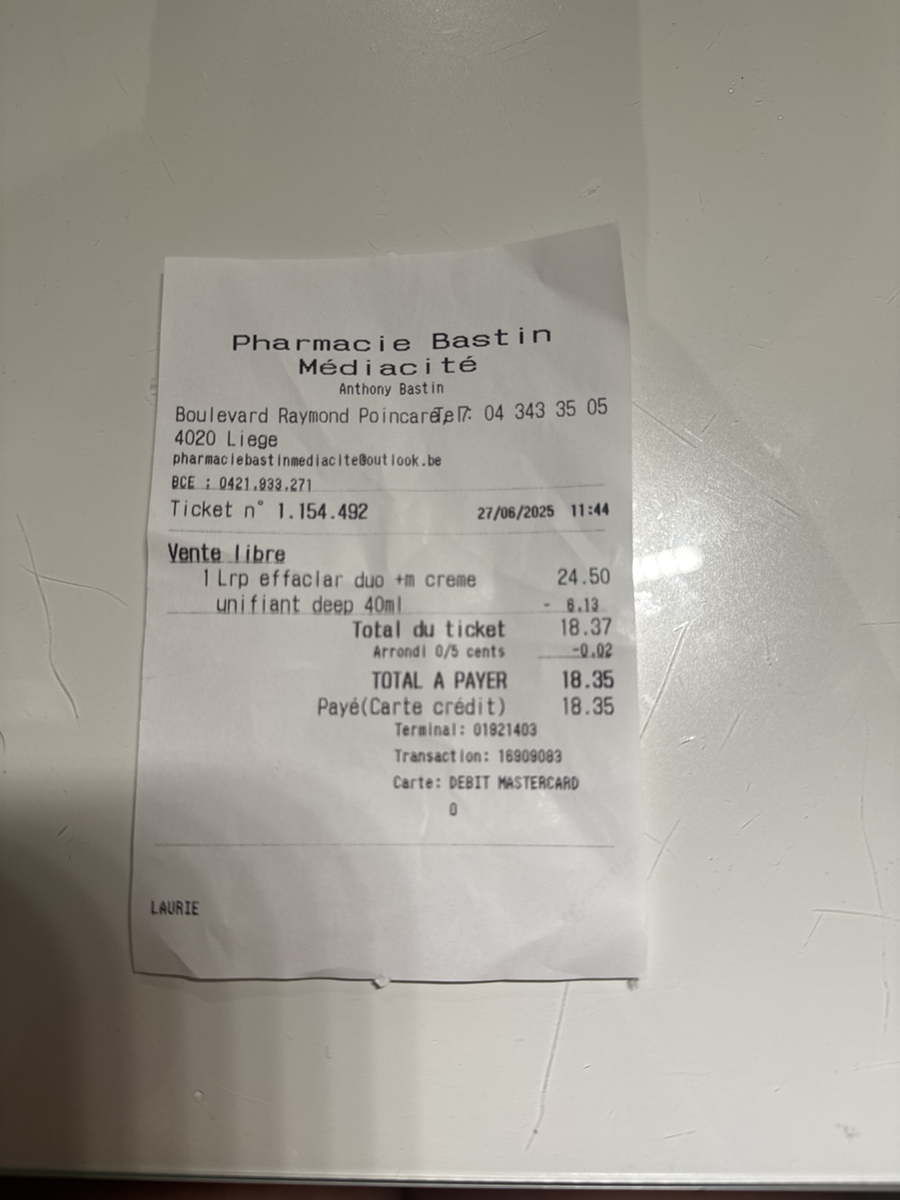 Pharmacie Bastin
Médiacité
Anthony Bastin
Boulevard Raymond Poincaré, 7 Tel: 04 343 35 05
4020 Liege
pharmaciebastinmediacite@outlook.be
BCE : 0421.933.271
Ticket n° 1.154.492 27/06/2025 11:44
Vente libre
1 Lrp effaclar duo +m creme 24.50
unifiant deep 40ml - 6.13
Total du ticket 18.37
Arrondi 0/5 cents -0.02
TOTAL A PAYER 18.35
Payé(Carte crédit) 18.35
Terminal: 01921403
Transaction: 16909083
Carte: DEBIT MASTERCARD
0
LAURIE